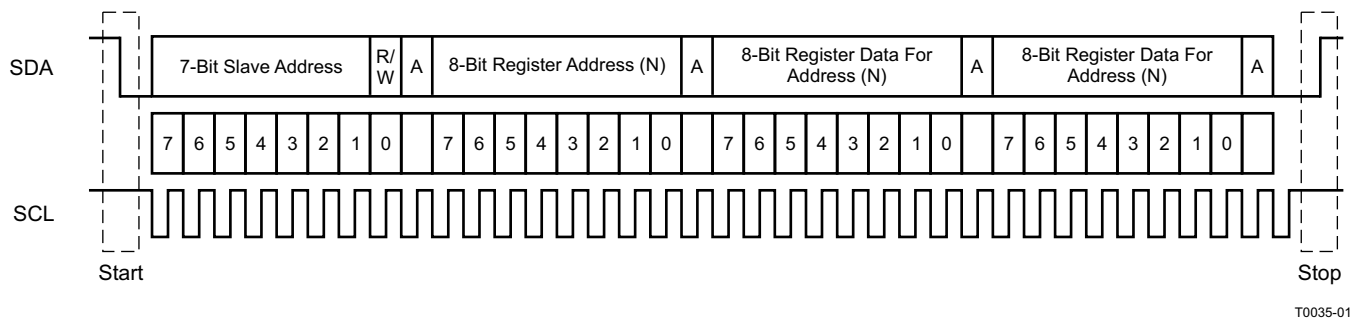 SDA
7-Bit Slave Address
R/
W
A
8-Bit Register Address (N)
A
8-Bit Register Data For
Address (N)
A
8-Bit Register Data For
Address (N)
A
7 6 5 4 3 2 1 0 7 6 5 4 3 2 1 0 7 6 5 4 3 2 1 0 7 6 5 4 3 2 1 0
SCL
Start
Stop
T0035-01